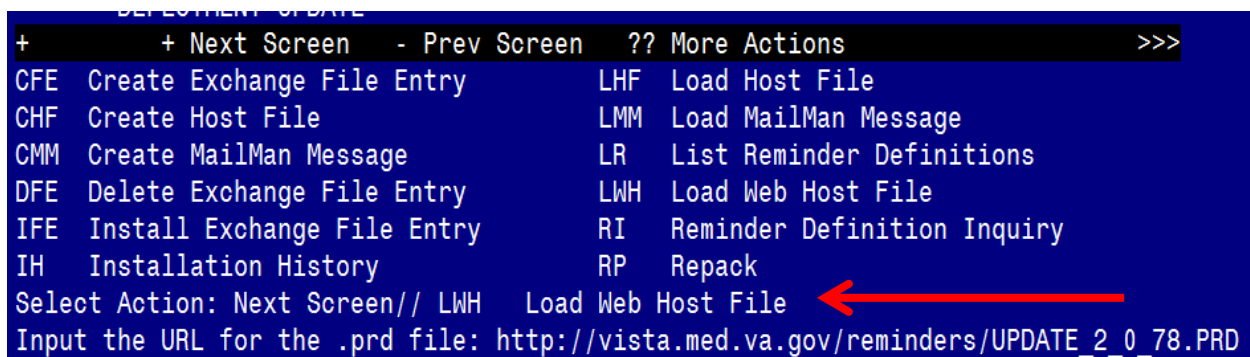 DEPLOYMENT UPDATE
+ + Next Screen - Prev Screen ?? More Actions >>>
CFE Create Exchange File Entry LHF Load Host File
CHF Create Host File LMM Load MailMan Message
CMM Create MailMan Message LR List Reminder Definitions
DFE Delete Exchange File Entry LWH Load Web Host File
IFE Install Exchange File Entry RI Reminder Definition Inquiry
IH Installation History RP Repack
Select Action: Next Screen// LWH Load Web Host File
Input the URL for the .prd file: http://vista.med.va.gov/reminders/UPDATE_2_0_78.PRD